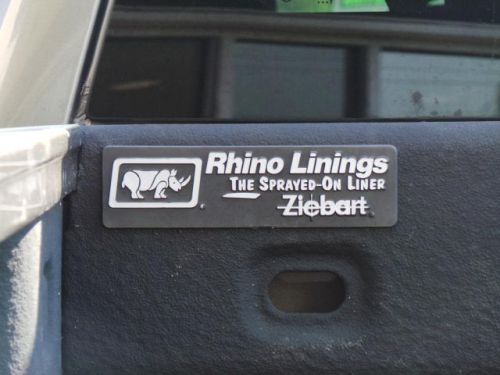 Rhino Linings
THE SPRAYED-ON LINER
Ziebart